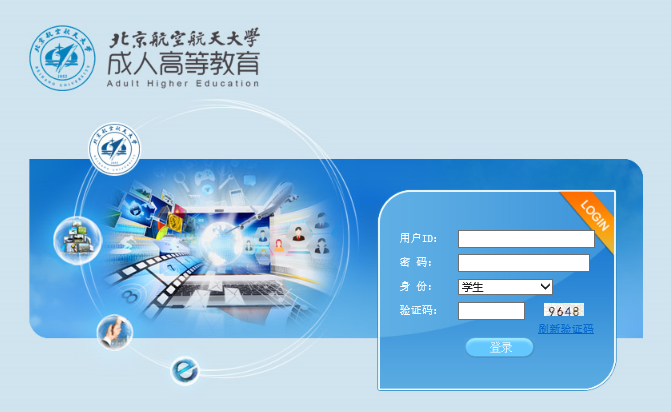 北京航空航天大學
成人高等教育
Adult Higher Education
LOGIN
用户ID:
密 码:
身 份:
学生
验证码:
9648
刷新验证码
登录